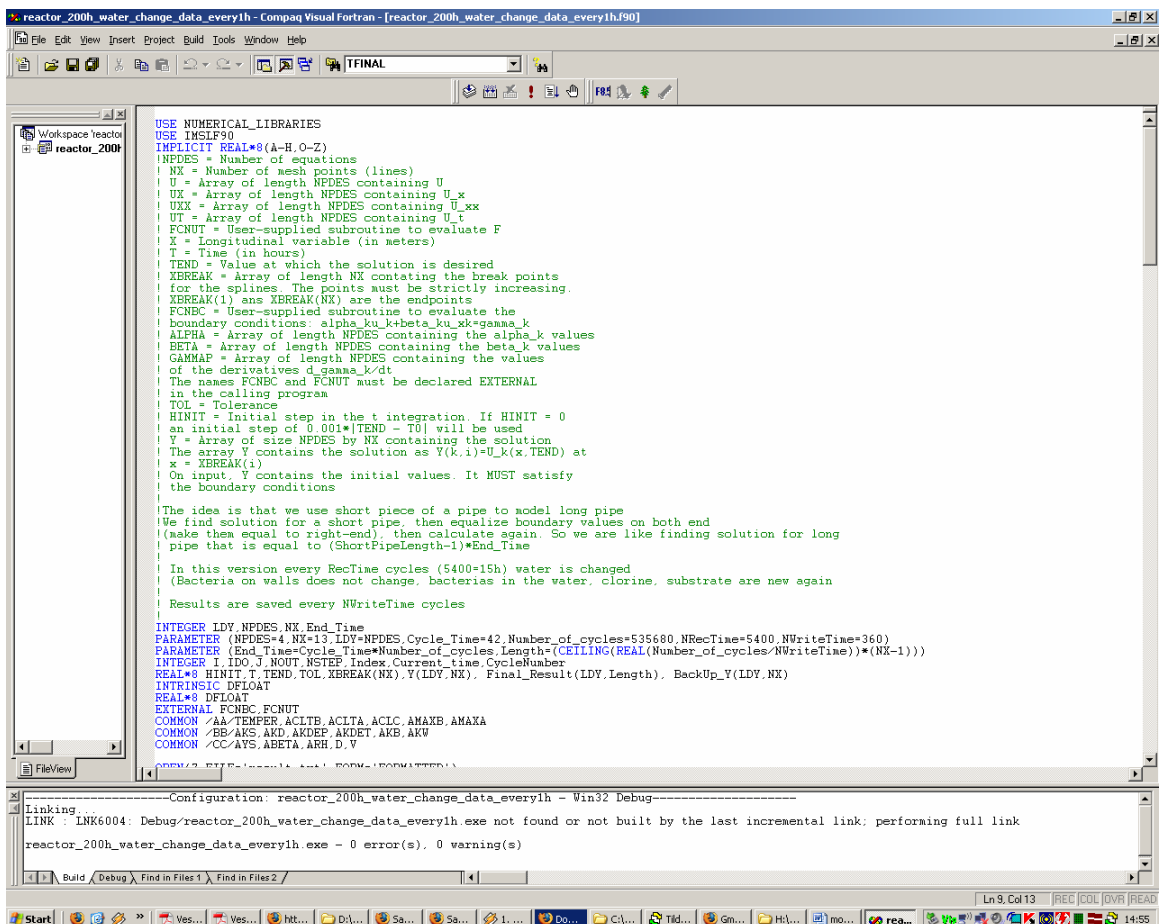 reactor_200h_water_change_data_every1h - Compaq Visual Fortran - [reactor_200h_water_change_data_every1h.f90]
File Edit View Insert Project Build Tools Window Help
TFINAL
Workspace 'reactor
reactor_200h
USE NUMERICAL_LIBRARIES
USE IMSLF90
IMPLICIT REAL*8(A-H,O-Z)
!NPDES = Number of equations
! NX = Number of mesh points (lines)
! U = Array of length NPDES containing U
! UX = Array of length NPDES containing U_x
! UXX = Array of length NPDES containing U_xx
! UT = Array of length NPDES containing U_t
! FCNUT = User-supplied subroutine to evaluate F
! X = Longitudinal variable (in meters)
! T = Time (in hours)
! TEND = Value at which the solution is desired
! XBREAK = Array of length NX contating the break points
! for the splines. The points must be strictly increasing.
! XBREAK(1) ans XBREAK(NX) are the endpoints
! FCNBC = User-supplied subroutine to evaluate the
! boundary conditions: alpha_ku_k+beta_ku_xk=gamma_k
! ALPHA = Array of length NPDES containing the alpha_k values
! BETA = Array of length NPDES containing the beta_k values
! GAMMAP = Array of length NPDES containing the values
! of the derivatives d_gamma_k/dt
! The names FCNBC and FCNUT must be declared EXTERNAL
! in the calling program
! TOL = Tolerance
! HINIT = Initial step in the t integration. If HINIT = 0
! an initial step of 0.001*|TEND - T0| will be used
! Y = Array of size NPDES by NX containing the solution
! The array Y contains the solution as Y(k,i)=U_k(x,TEND) at
! x = XBREAK(i)
! On input, Y contains the initial values. It MUST satisfy
! the boundary conditions
!
!The idea is that we use short piece of a pipe to model long pipe
!We find solution for a short pipe, then equalize boundary values on both end
!(make them equal to right-end), then calculate again. So we are like finding solution for long
! pipe that is equal to (ShortPipeLength-1)*End_Time
!
! In this version every RecTime cycles (5400=15h) water is changed
! (Bacteria on walls does not change, bacterias in the water, clorine, substrate are new again
!
! Results are saved every NWriteTime cycles
!
INTEGER LDY,NPDES,NX,End_Time
PARAMETER (NPDES=4,NX=13,LDY=NPDES,Cycle_Time=42,Number_of_cycles=535680,NRecTime=5400,NWriteTime=360)
PARAMETER (End_Time=Cycle_Time*Number_of_cycles,Length=(CEILING(REAL(Number_of_cycles/NWriteTime))*(NX-1)))
INTEGER I,IDO,J,NOUT,NSTEP,Index,Current_time,CycleNumber
REAL*8 HINIT,T,TEND,TOL,XBREAK(NX),Y(LDY,NX), Final_Result(LDY,Length), BackUp_Y(LDY,NX)
INTRINSIC DFLOAT
REAL*8 DFLOAT
EXTERNAL FCNBC,FCNUT
COMMON /AA/TEMPER,ACLTB,ACLTA,ACLC,AMAXB,AMAXA
COMMON /BB/AKS,AKD,AKDEP,AKDET,AKB,AKW
COMMON /CC/AYS,ABETA,ARH,D,V
FileView
--------------------Configuration: reactor_200h_water_change_data_every1h - Win32 Debug--------------------
Linking...
LINK : LNK6004: Debug/reactor_200h_water_change_data_every1h.exe not found or not built by the last incremental link; performing full link
reactor_200h_water_change_data_every1h.exe - 0 error(s), 0 warning(s)
Build Debug Find in Files 1 Find in Files 2
Ln 9, Col 13 REC COL OVR READ
Start Ves... Ves... htt... D:\... Sa... Sa... 1. ... Do... C:\... Tild... Gm... H:\... mo... rea... 14:55